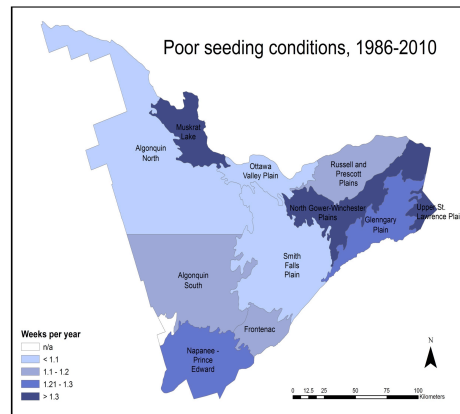 Poor seeding conditions, 1986-2010
Muskrat
Lake
Algonquin
North
Ottawa
Valley Plain
Russell and
Prescott
Plains
North Gower-Winchester
Plains
Upper St.
Lawrence Plain
Glenngary
Plain
Smith
Falls
Plain
Algonquin
South
Frontenac
Napanee -
Prince
Edward
Weeks per year
n/a
< 1.1
1.1 - 1.2
1.21 - 1.3
> 1.3
N
0 12.5 25 50 75 100
Kilometers